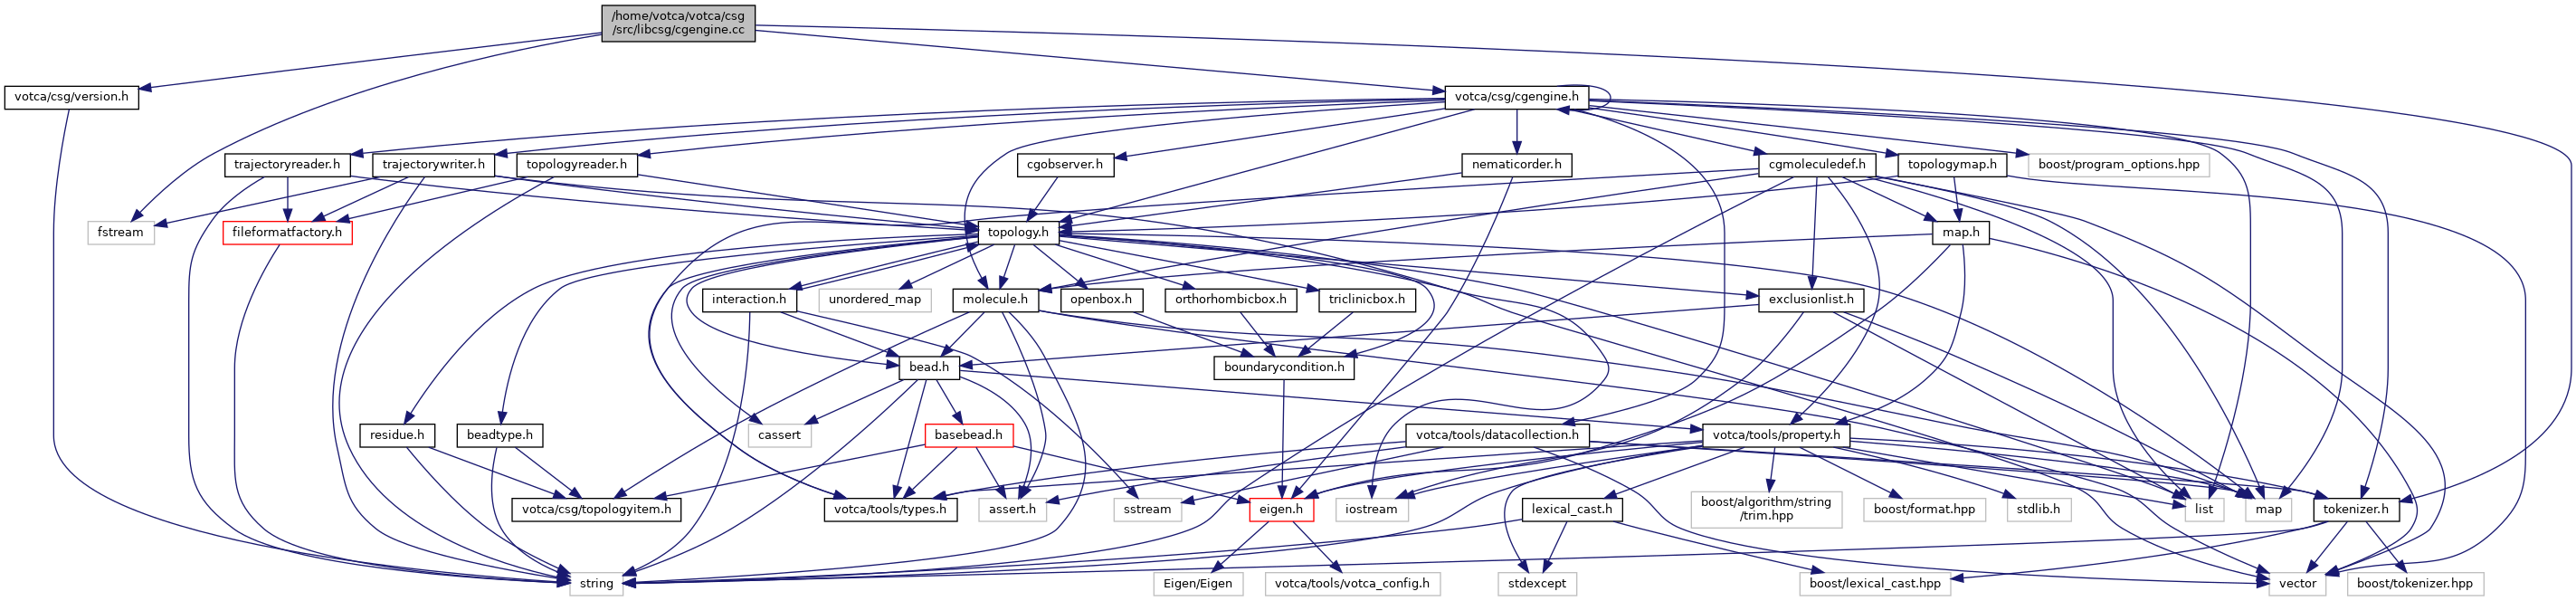 /home/votca/votca/csg
/src/libcsg/cgengine.cc
votca/csg/version.h
votca/csg/cgengine.h
trajectoryreader.h
trajectorywriter.h
topologyreader.h
cgobserver.h
nematicorder.h
cgmoleculedef.h
topologymap.h
boost/program_options.hpp
fstream
fileformatfactory.h
topology.h
map.h
interaction.h
unordered_map
molecule.h
openbox.h
orthorhombicbox.h
triclinicbox.h
exclusionlist.h
bead.h
boundarycondition.h
residue.h
beadtype.h
cassert
basebead.h
votca/tools/datacollection.h
votca/tools/property.h
votca/csg/topologyitem.h
votca/tools/types.h
assert.h
sstream
eigen.h
iostream
lexical_cast.h
boost/algorithm/string
/trim.hpp
boost/format.hpp
stdlib.h
list
map
tokenizer.h
string
Eigen/Eigen
votca/tools/votca_config.h
stdexcept
boost/lexical_cast.hpp
vector
boost/tokenizer.hpp